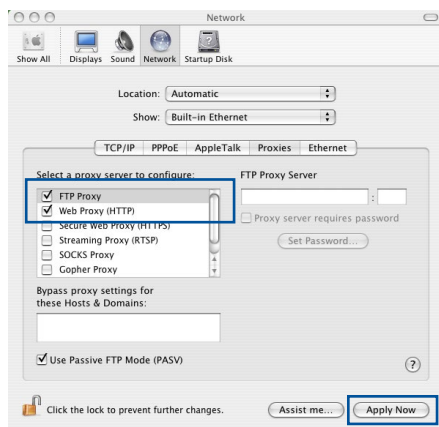 Network
Show All Displays Sound Network Startup Disk
Location: Automatic
Show: Built-in Ethernet
TCP/IP PPPoE AppleTalk Proxies Ethernet
Select a proxy server to configure: FTP Proxy Server
FTP Proxy :
Web Proxy (HTTP) Proxy server requires password
Secure Web Proxy (HTTPS)
Streaming Proxy (RTSP) Set Password...
SOCKS Proxy
Gopher Proxy
Bypass proxy settings for
these Hosts & Domains:
Use Passive FTP Mode (PASV) ?
Click the lock to prevent further changes. Assist me... Apply Now